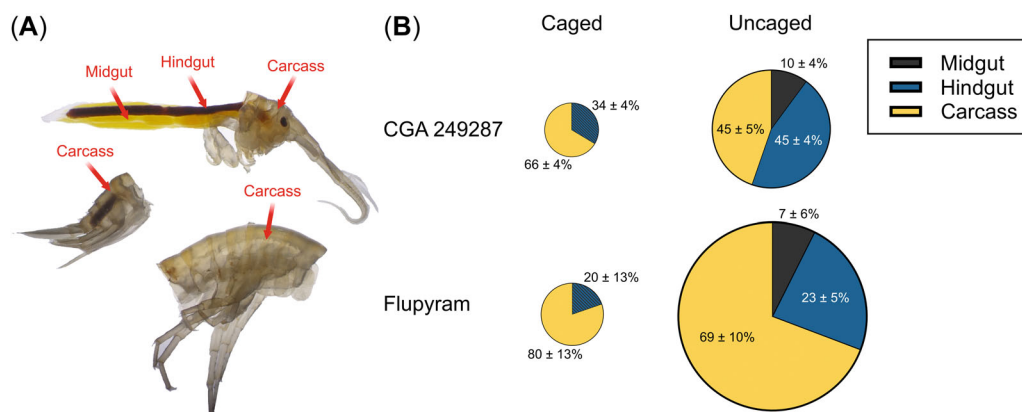 (A)
Midgut
Hindgut
Carcass
Carcass
Carcass
(B)
Caged
Uncaged
CGA 249287
34 ± 4%
66 ± 4%
10 ± 4%
45 ± 5%
45 ± 4%
Flupyram
20 ± 13%
80 ± 13%
7 ± 6%
23 ± 5%
69 ± 10%
Midgut
Hindgut
Carcass